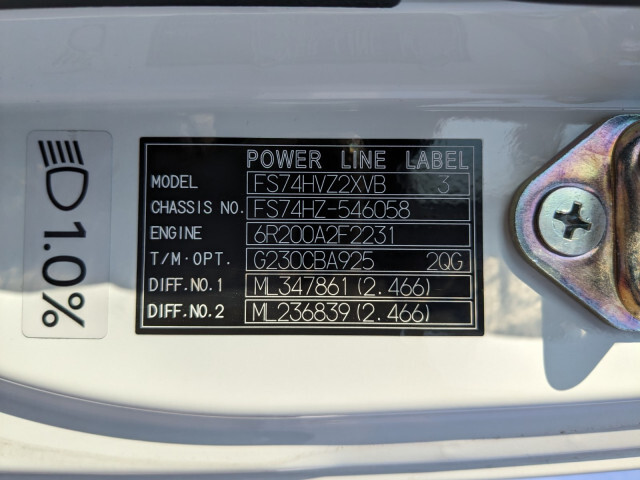 POWER LINE LABEL
MODEL FS74HVZ2XVB 3
CHASSIS NO. FS74HZ-546058
ENGINE 6R200A2F2231
T/M·OPT. G230CBA925 2QG
DIFF.NO.1 ML347861(2.466)
DIFF.NO.2 ML236839(2.466)
1.0%